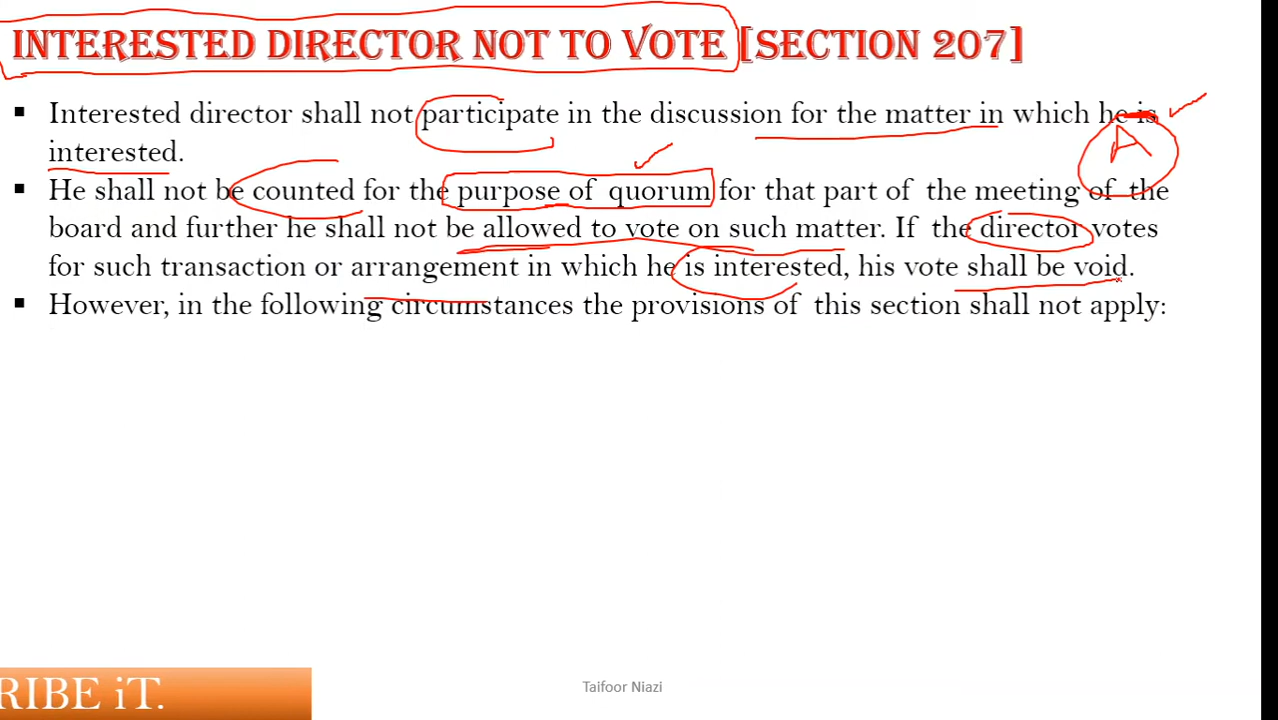 INTERESTED DIRECTOR NOT TO VOTE [SECTION 207]
▪ Interested director shall not participate in the discussion for the matter in which he is
interested.
▪ He shall not be counted for the purpose of quorum for that part of the meeting of the
board and further he shall not be allowed to vote on such matter. If the director votes
for such transaction or arrangement in which he is interested, his vote shall be void.
▪ However, in the following circumstances the provisions of this section shall not apply:
A
RIBE iT.
Taifoor Niazi